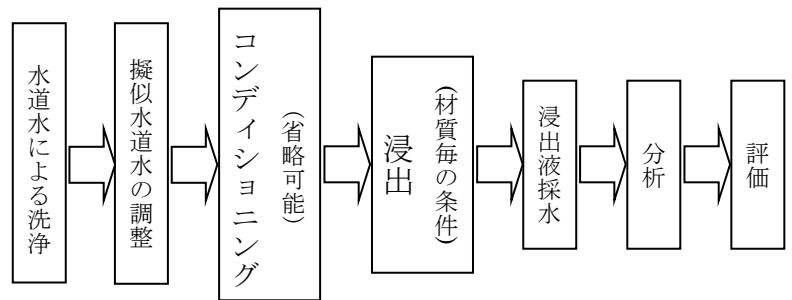 水道水による洗浄
擬似水道水の調整
コンディショニング
（省略可能）
浸出
（材質毎の条件）
浸出液採水
分析
評価